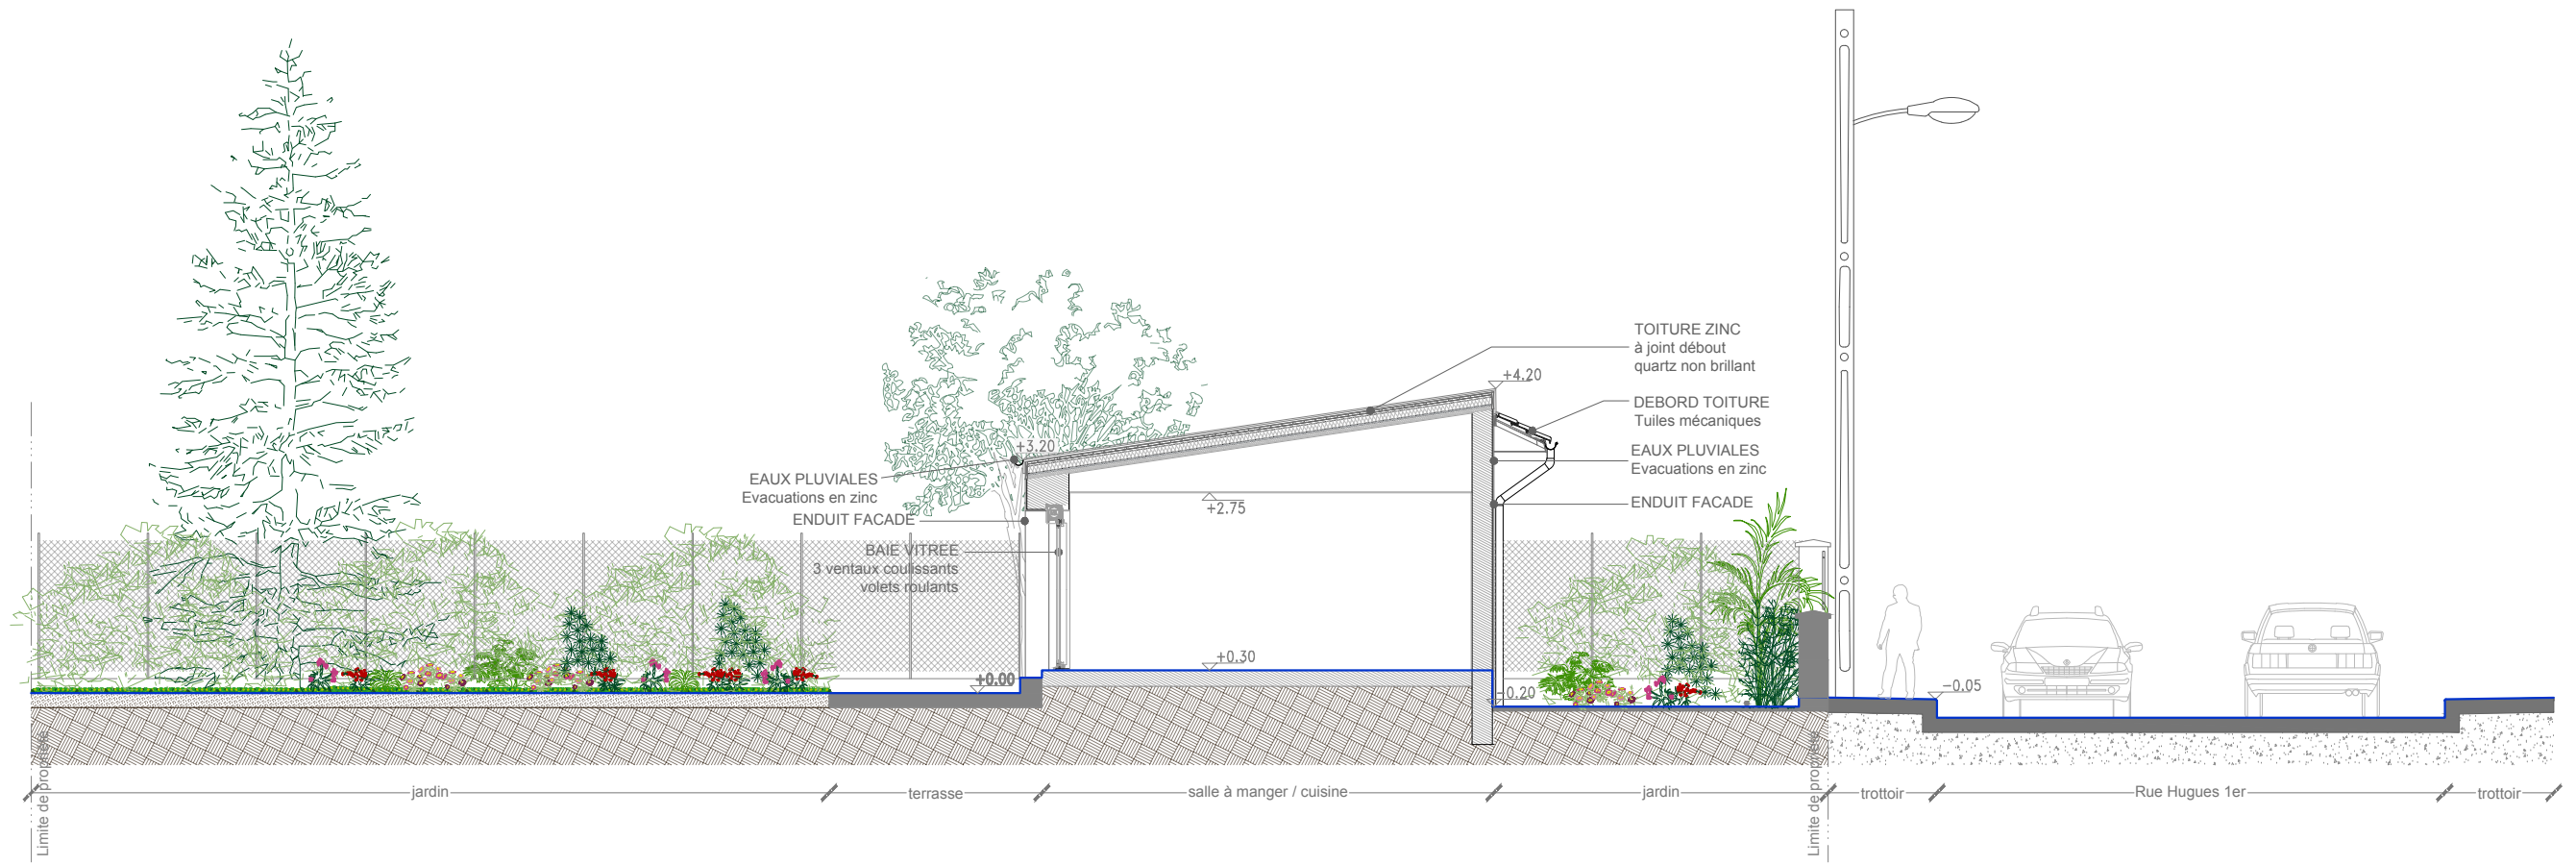 TOITURE ZINC
à joint débout
quartz non brillant
+4.20
DEBORD TOITURE
Tuiles mécaniques
+3.20
EAUX PLUVIALES
Evacuations en zinc
EAUX PLUVIALES
Evacuations en zinc
+2.75
ENDUIT FACADE
ENDUIT FACADE
BAIE VITREE
3 ventaux coulissants
volets roulants
+0.30
+0.00
-0.20
-0.05
Limite de propriété
jardin
terrasse
salle à manger / cuisine
jardin
Limite de propriété
trottoir
Rue Hugues 1er
trottoir